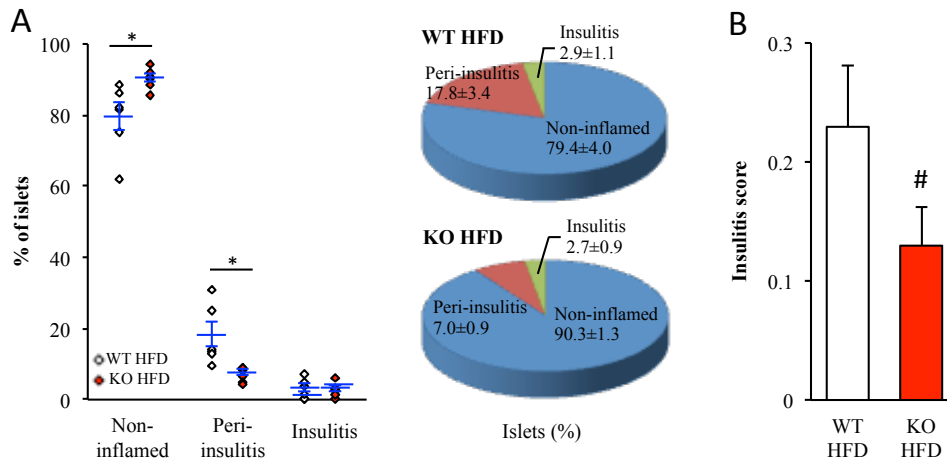 A
% of islets
100
80
60
40
20
0
*
*
WT HFD
KO HFD
Non-
inflamed
Peri-
insulitis
Insulitis
WT HFD
Insulitis
2.9±1.1
Peri-insulitis
17.8±3.4
Non-inflamed
79.4±4.0
KO HFD
Insulitis
2.7±0.9
Peri-insulitis
7.0±0.9
Non-inflamed
90.3±1.3
Islets (%)
B
Insulitis score
0.3
0.2
0.1
0
#
WT
HFD
KO
HFD